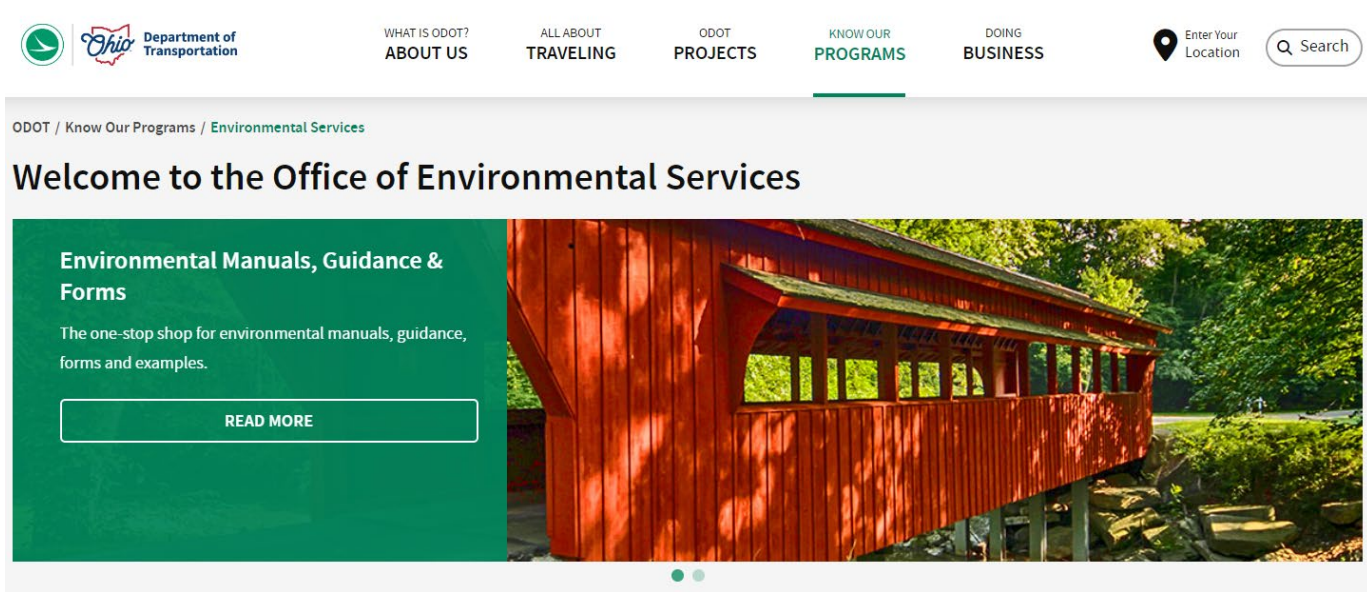 Ohio
Department of
Transportation
WHAT IS ODOT?
ABOUT US
ALL ABOUT
TRAVELING
ODOT
PROJECTS
KNOW OUR
PROGRAMS
DOING
BUSINESS
Enter Your
Location
Search
ODOT / Know Our Programs / Environmental Services
Welcome to the Office of Environmental Services
Environmental Manuals, Guidance &
Forms
The one-stop shop for environmental manuals, guidance,
forms and examples.
READ MORE